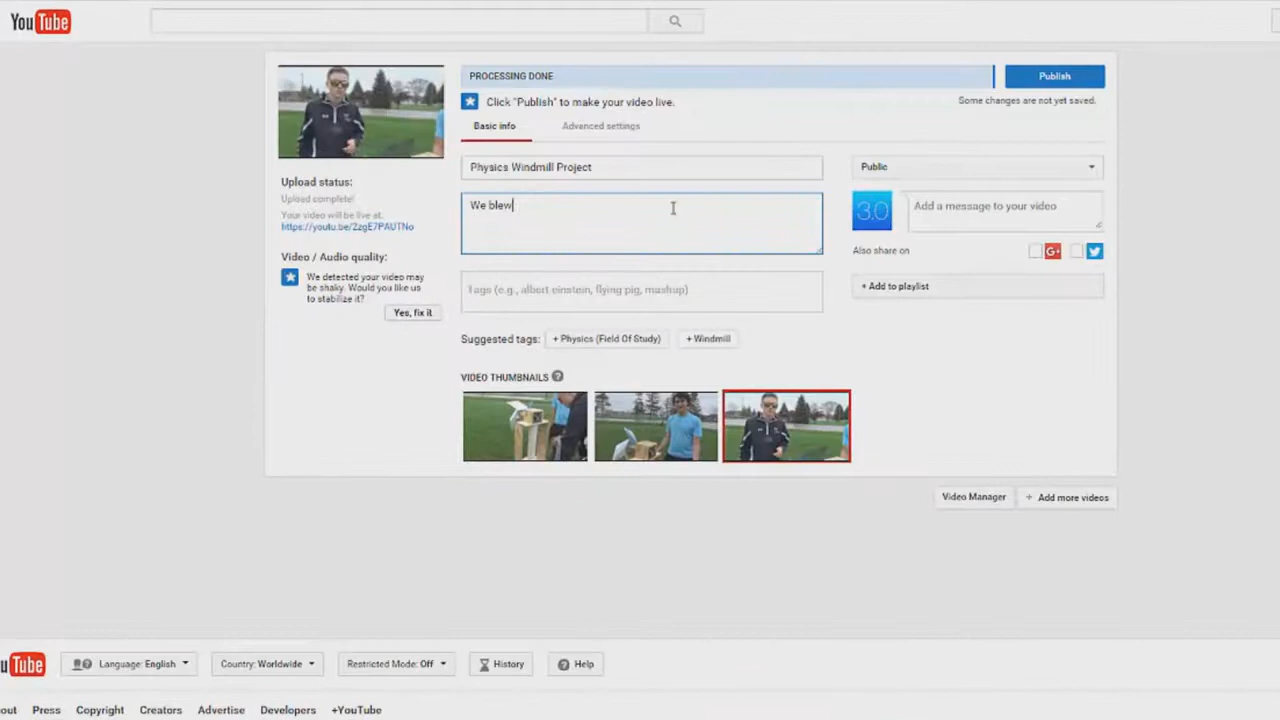 YouTube
PROCESSING DONE
Publish
Click "Publish" to make your video live.
Some changes are not yet saved.
Basic info
Advanced settings
Physics Windmill Project
Public
Upload status:
Upload complete!
Your video will be live at:
https://youtu.be/2zgE7PAUTNo
We blew
3.0
Add a message to your video
Also share on
G+
Video / Audio quality:
We detected your video may
be shaky. Would you like us
to stabilize it?
Yes, fix it
Tags (e.g., albert einstein, flying pig, mashup)
+ Add to playlist
Suggested tags:
+ Physics (Field Of Study)
+ Windmill
VIDEO THUMBNAILS ?
Video Manager
+ Add more videos
uTube
Language: English
Country: Worldwide
Restricted Mode: Off
History
Help
out
Press
Copyright
Creators
Advertise
Developers
+YouTube